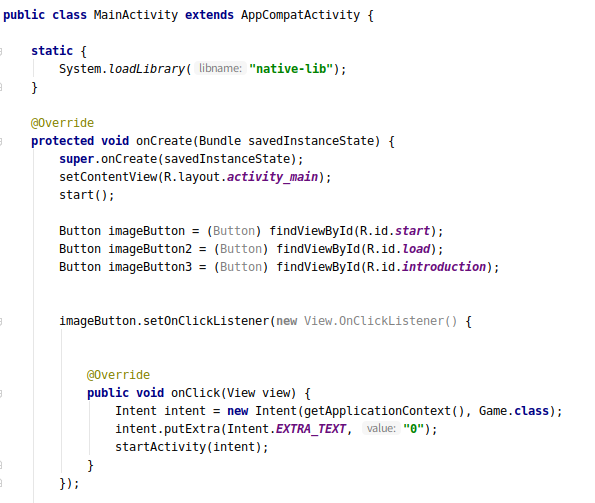 public class MainActivity extends AppCompatActivity {
static {
System.loadLibrary( libname: "native-lib");
}
@Override
protected void onCreate(Bundle savedInstanceState) {
super.onCreate(savedInstanceState);
setContentView(R.layout.activity_main);
start();
Button imageButton = (Button) findViewById(R.id.start);
Button imageButton2 = (Button) findViewById(R.id.load);
Button imageButton3 = (Button) findViewById(R.id.introduction);
imageButton.setOnClickListener(new View.OnClickListener() {
@Override
public void onClick(View view) {
Intent intent = new Intent(getApplicationContext(), Game.class);
intent.putExtra(Intent.EXTRA_TEXT, value: "0");
startActivity(intent);
}
});